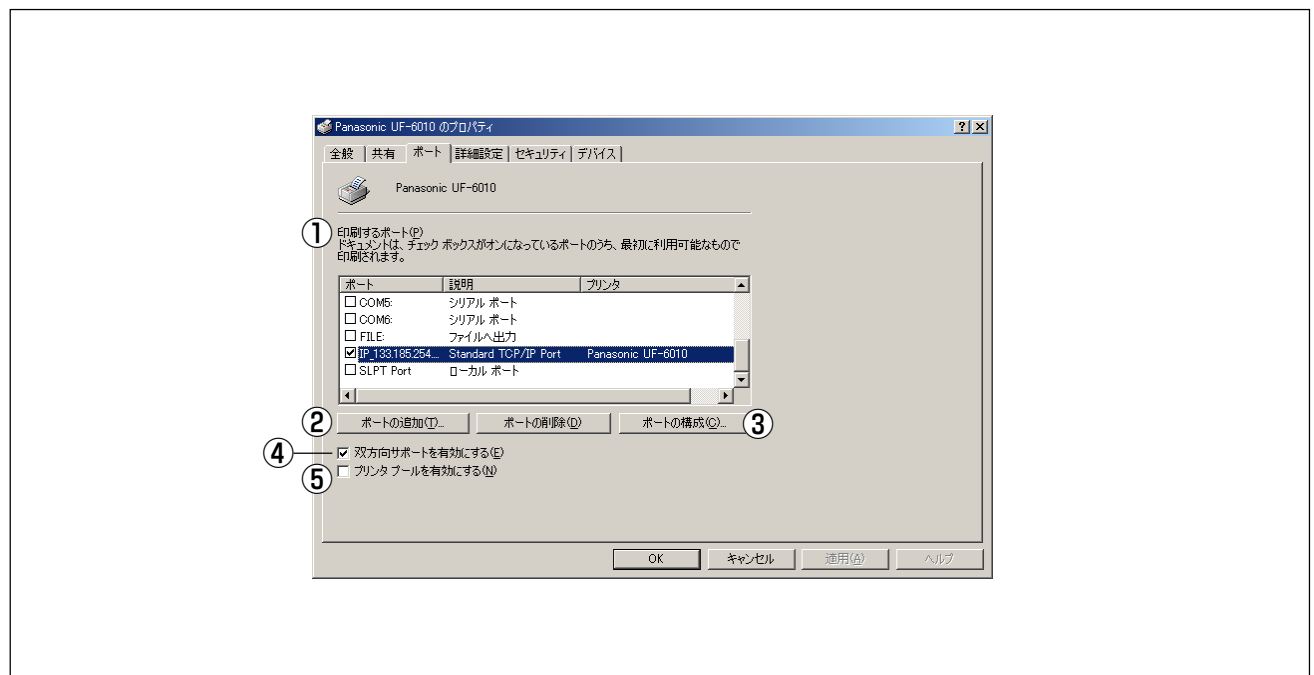 Panasonic UF-6010 のプロパティ
? ×
全般 共有 ポート 詳細設定 セキュリティ デバイス
Panasonic UF-6010
① 印刷するポート(P)
ドキュメントは、チェック ボックスがオンになっているポートのうち、最初に利用可能なもので
印刷されます。
ポート 説明 プリンタ
COM5: シリアル ポート
COM6: シリアル ポート
FILE: ファイルへ出力
IP_133.185.254... Standard TCP/IP Port Panasonic UF-6010
SLPT Port ローカル ポート
② ポートの追加(T)... ポートの削除(D) ポートの構成(C)... ③
④ 双方向サポートを有効にする(E)
⑤ プリンタ プールを有効にする(N)
OK キャンセル 適用(A) ヘルプ